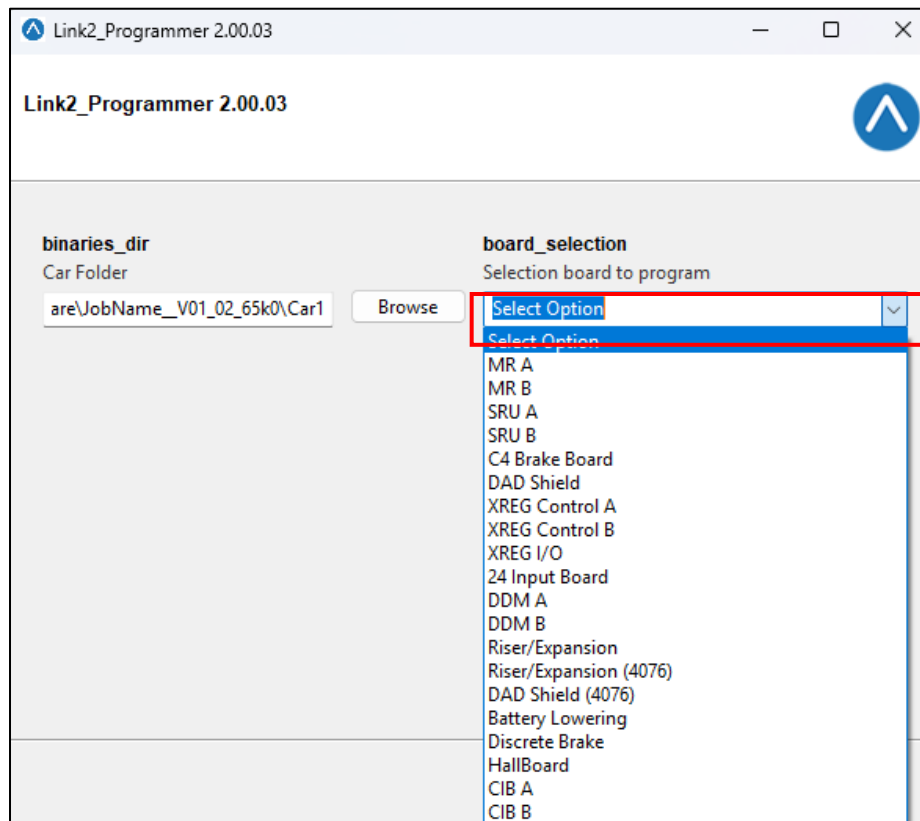 Link2_Programmer 2.00.03
Link2_Programmer 2.00.03
binaries_dir
Car Folder
are\JobName__V01_02_65k0\Car1
Browse
board_selection
Selection board to program
Select Option
Select Option
MR A
MR B
SRU A
SRU B
C4 Brake Board
DAD Shield
XREG Control A
XREG Control B
XREG I/O
24 Input Board
DDM A
DDM B
Riser/Expansion
Riser/Expansion (4076)
DAD Shield (4076)
Battery Lowering
Discrete Brake
HallBoard
CIB A
CIB B